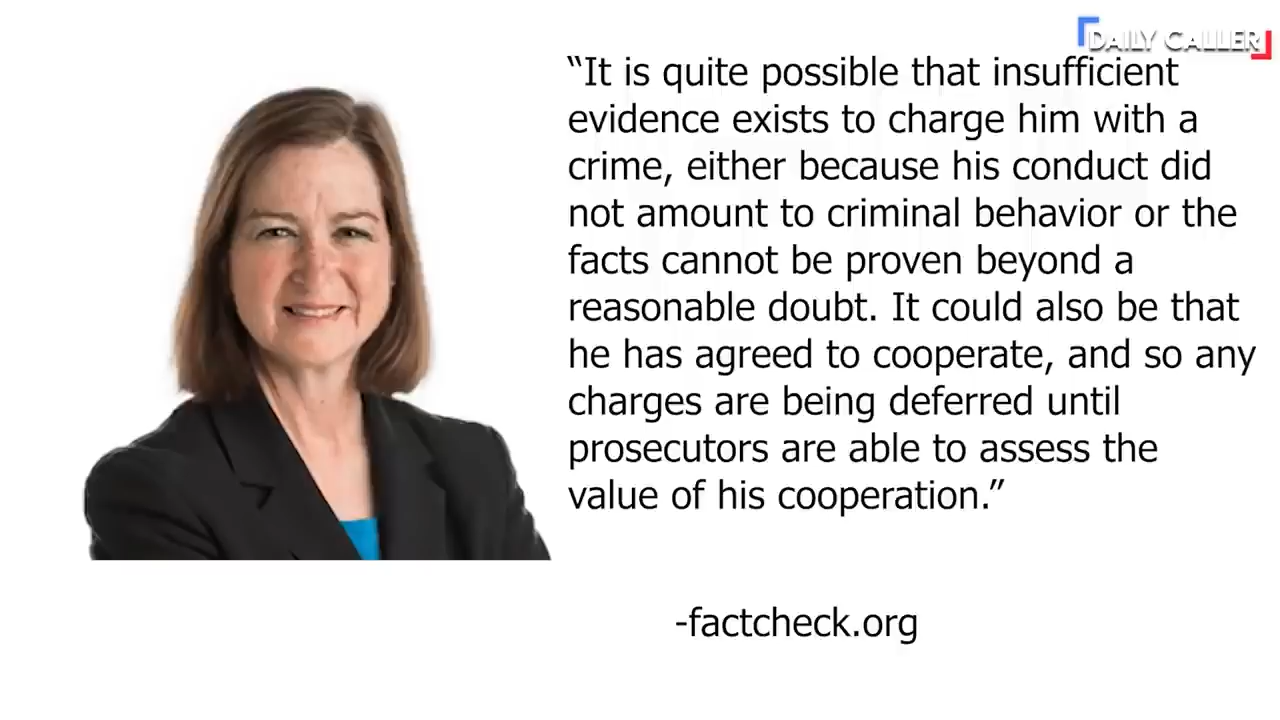 DAILY CALLER
“It is quite possible that insufficient
evidence exists to charge him with a
crime, either because his conduct did
not amount to criminal behavior or the
facts cannot be proven beyond a
reasonable doubt. It could also be that
he has agreed to cooperate, and so any
charges are being deferred until
prosecutors are able to assess the
value of his cooperation.”
-factcheck.org